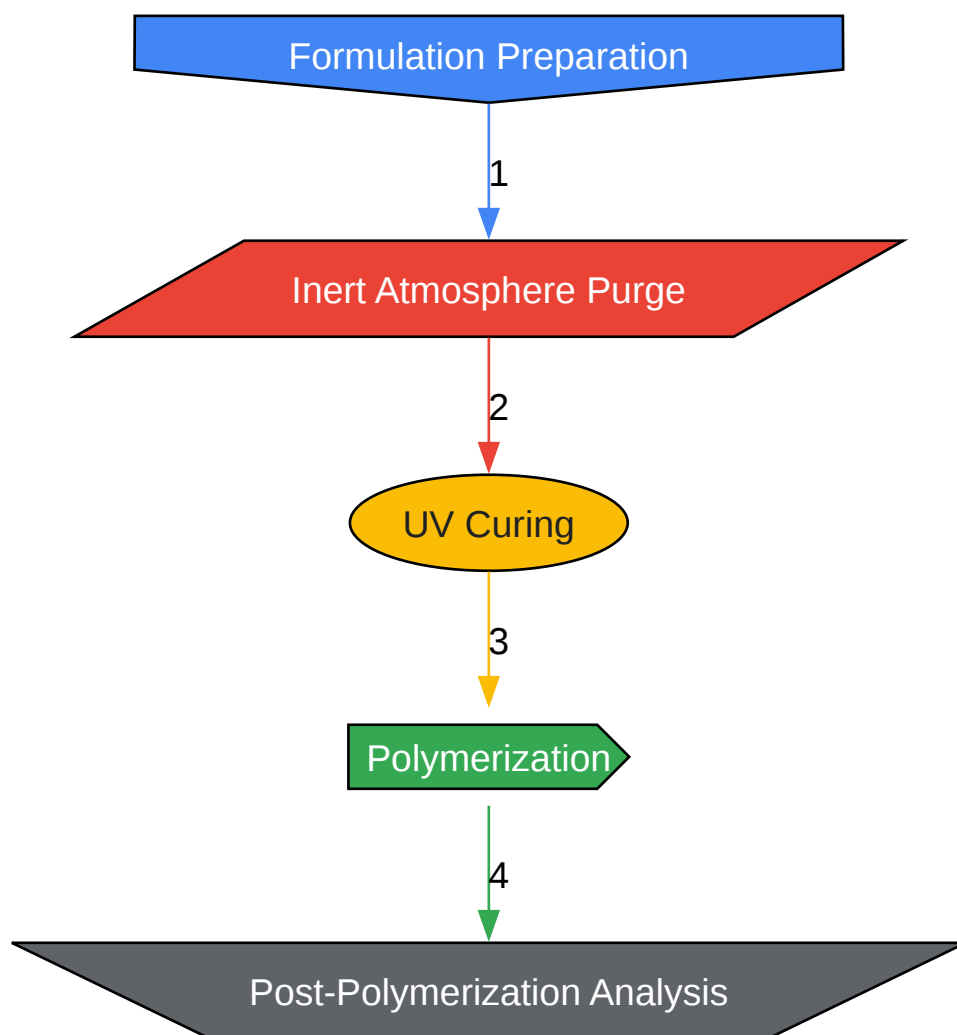 Formulation Preparation
1
Inert Atmosphere Purge
2
UV Curing
3
Polymerization
4
Post-Polymerization Analysis